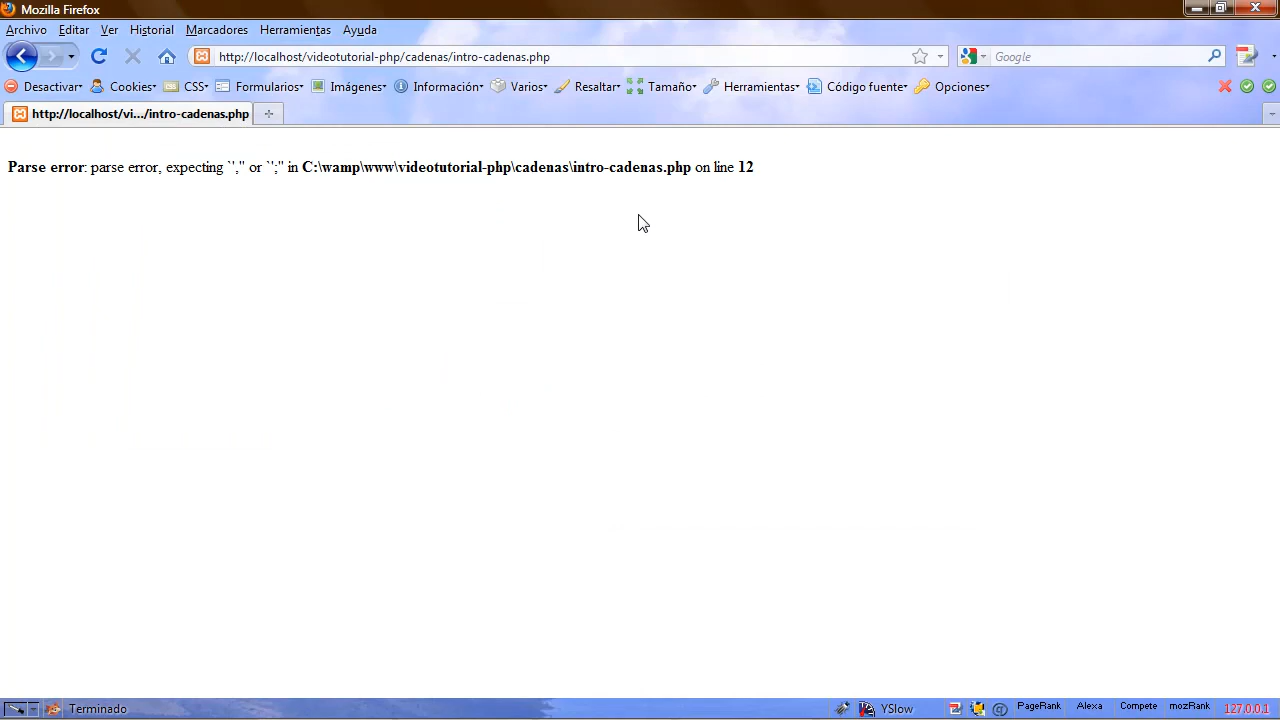 Mozilla Firefox
Archivo Editar Ver Historial Marcadores Herramientas Ayuda
http://localhost/videotutorial-php/cadenas/intro-cadenas.php Google
Desactivar Cookies CSS Formularios Imágenes Información Varios Resaltar Tamaño Herramientas Código fuente Opciones
http://localhost/vi.../intro-cadenas.php
Parse error: parse error, expecting `','' or `';'' in C:\wamp\www\videotutorial-php\cadenas\intro-cadenas.php on line 12
Terminado YSlow PageRank Alexa Compete mozRank 127.0.0.1